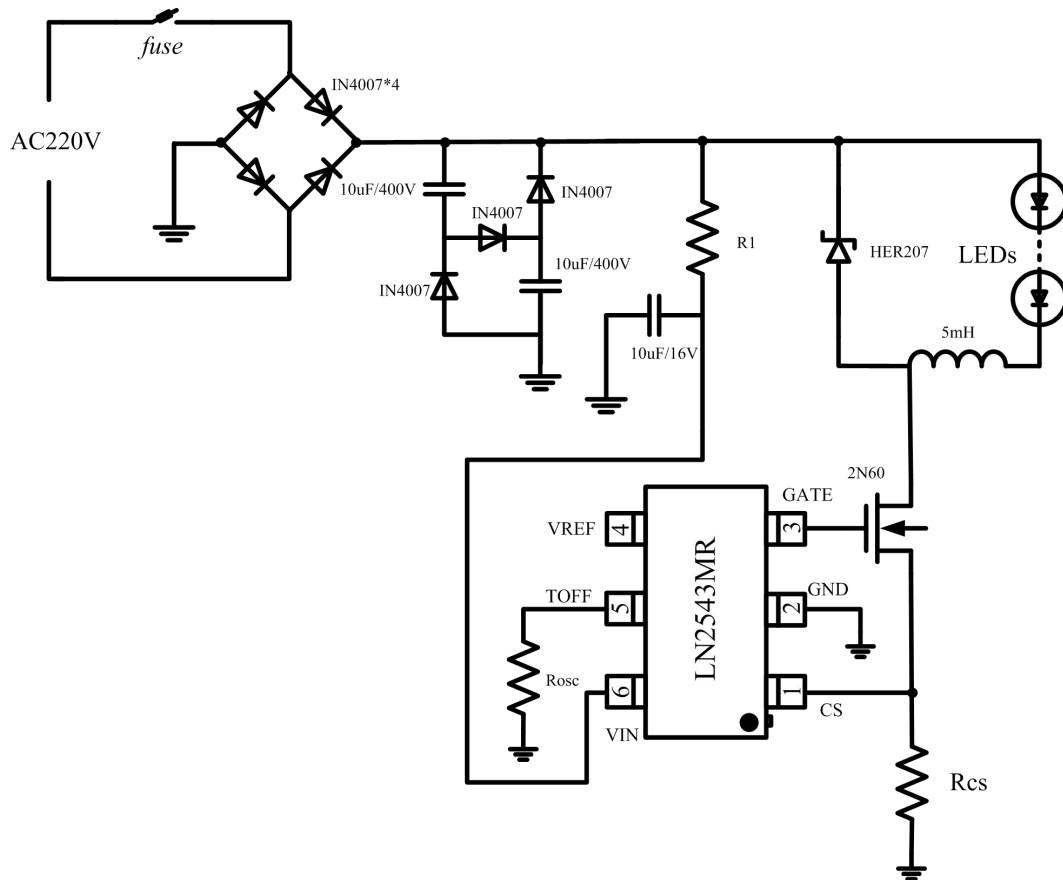 fuse
IN4007*4
AC220V
10uF/400V
IN4007
IN4007
10uF/400V
IN4007
R1
HER207
LEDs
10uF/16V
5mH
2N60
GATE
VREF
4
3
TOFF
5
LN2543MR
2
GND
Rosc
6
1
VIN
CS
Rcs